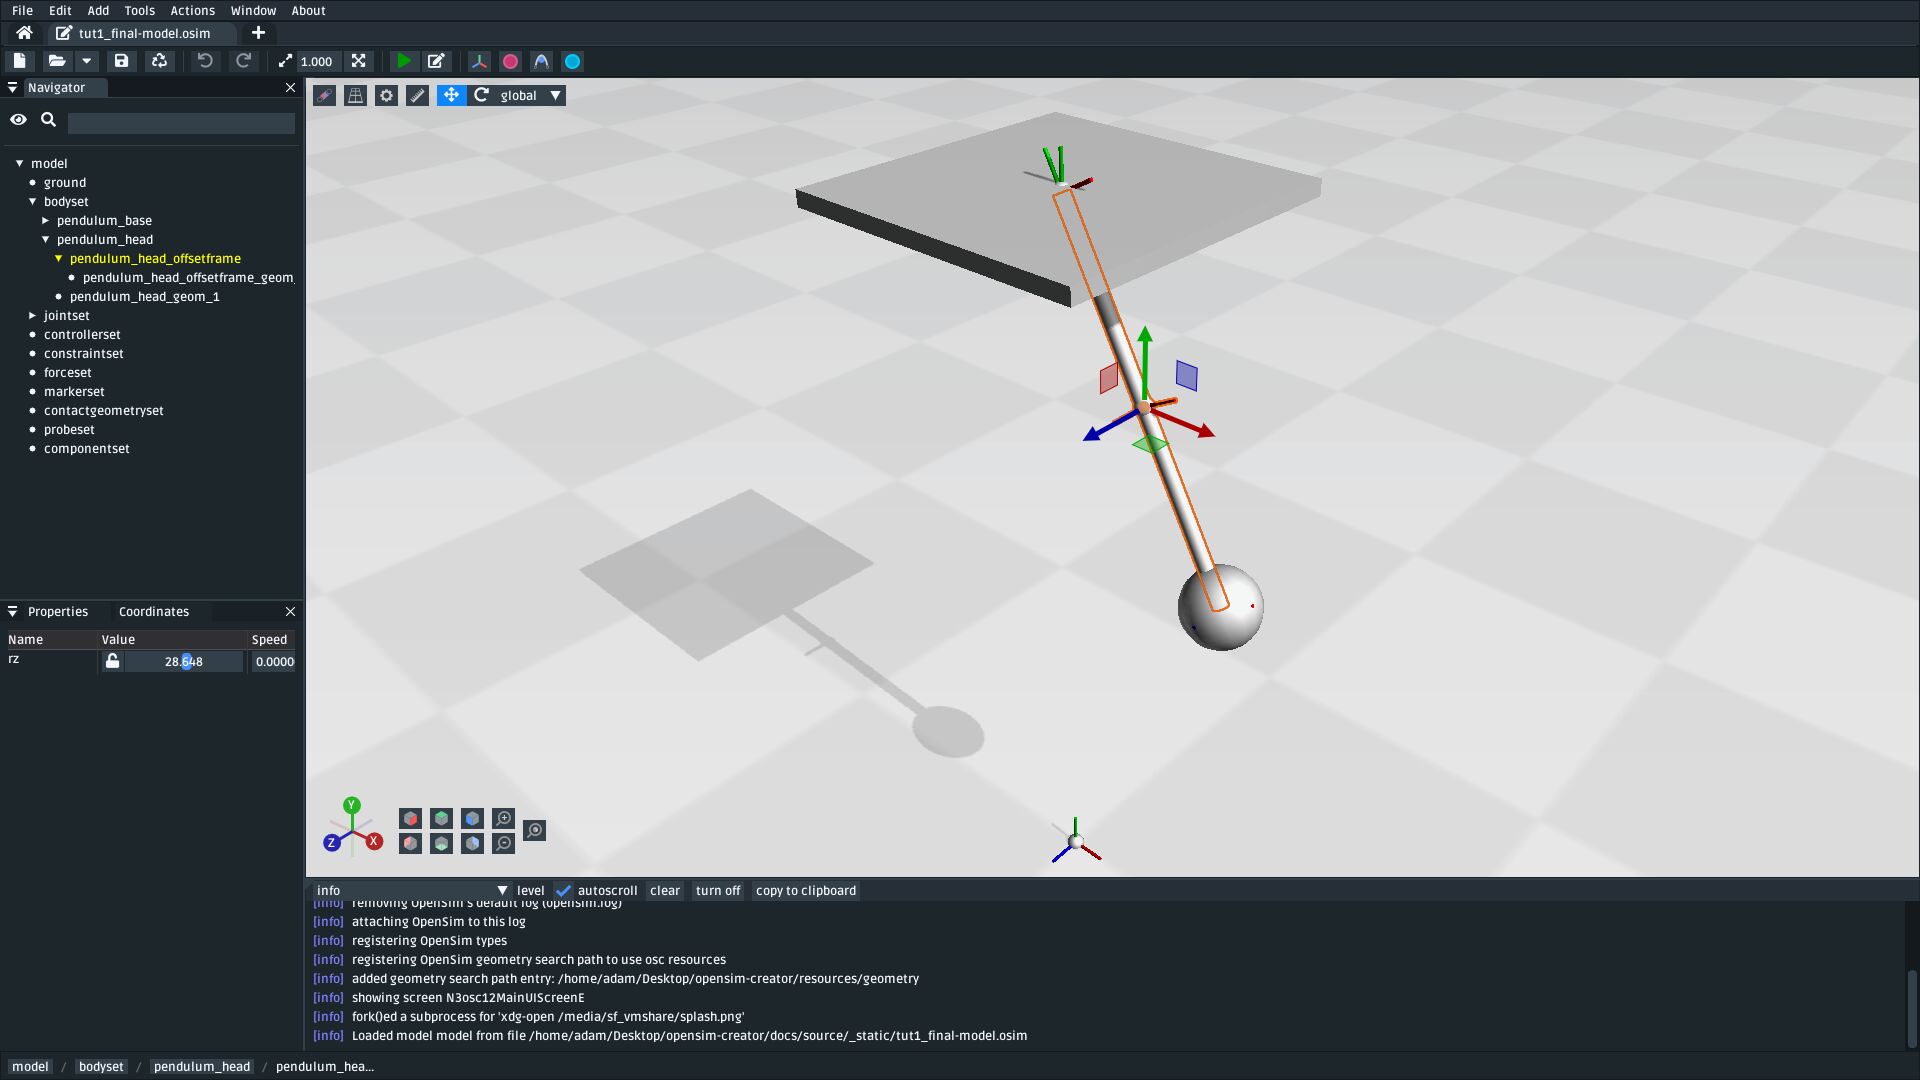 File Edit Add Tools Actions Window About
tut1_final-model.osim
1.000
Navigator
global
model
ground
bodyset
pendulum_base
pendulum_head
pendulum_head_offsetframe
pendulum_head_offsetframe_geom
pendulum_head_geom_1
jointset
controllerset
constraintset
forceset
markerset
contactgeometryset
probeset
componentset
Properties Coordinates
Name Value Speed
rz 28.648 0.0000
Y
Z X
info level autoscroll clear turn off copy to clipboard
[info] removing OpenSim's default log (opensim.log)
[info] attaching OpenSim to this log
[info] registering OpenSim types
[info] registering OpenSim geometry search path to use osc resources
[info] added geometry search path entry: /home/adam/Desktop/opensim-creator/resources/geometry
[info] showing screen N3osc12MainUIScreenE
[info] fork()ed a subprocess for 'xdg-open /media/sf_vmshare/splash.png'
[info] Loaded model model from file /home/adam/Desktop/opensim-creator/docs/source/_static/tut1_final-model.osim
model / bodyset / pendulum_head / pendulum_hea...